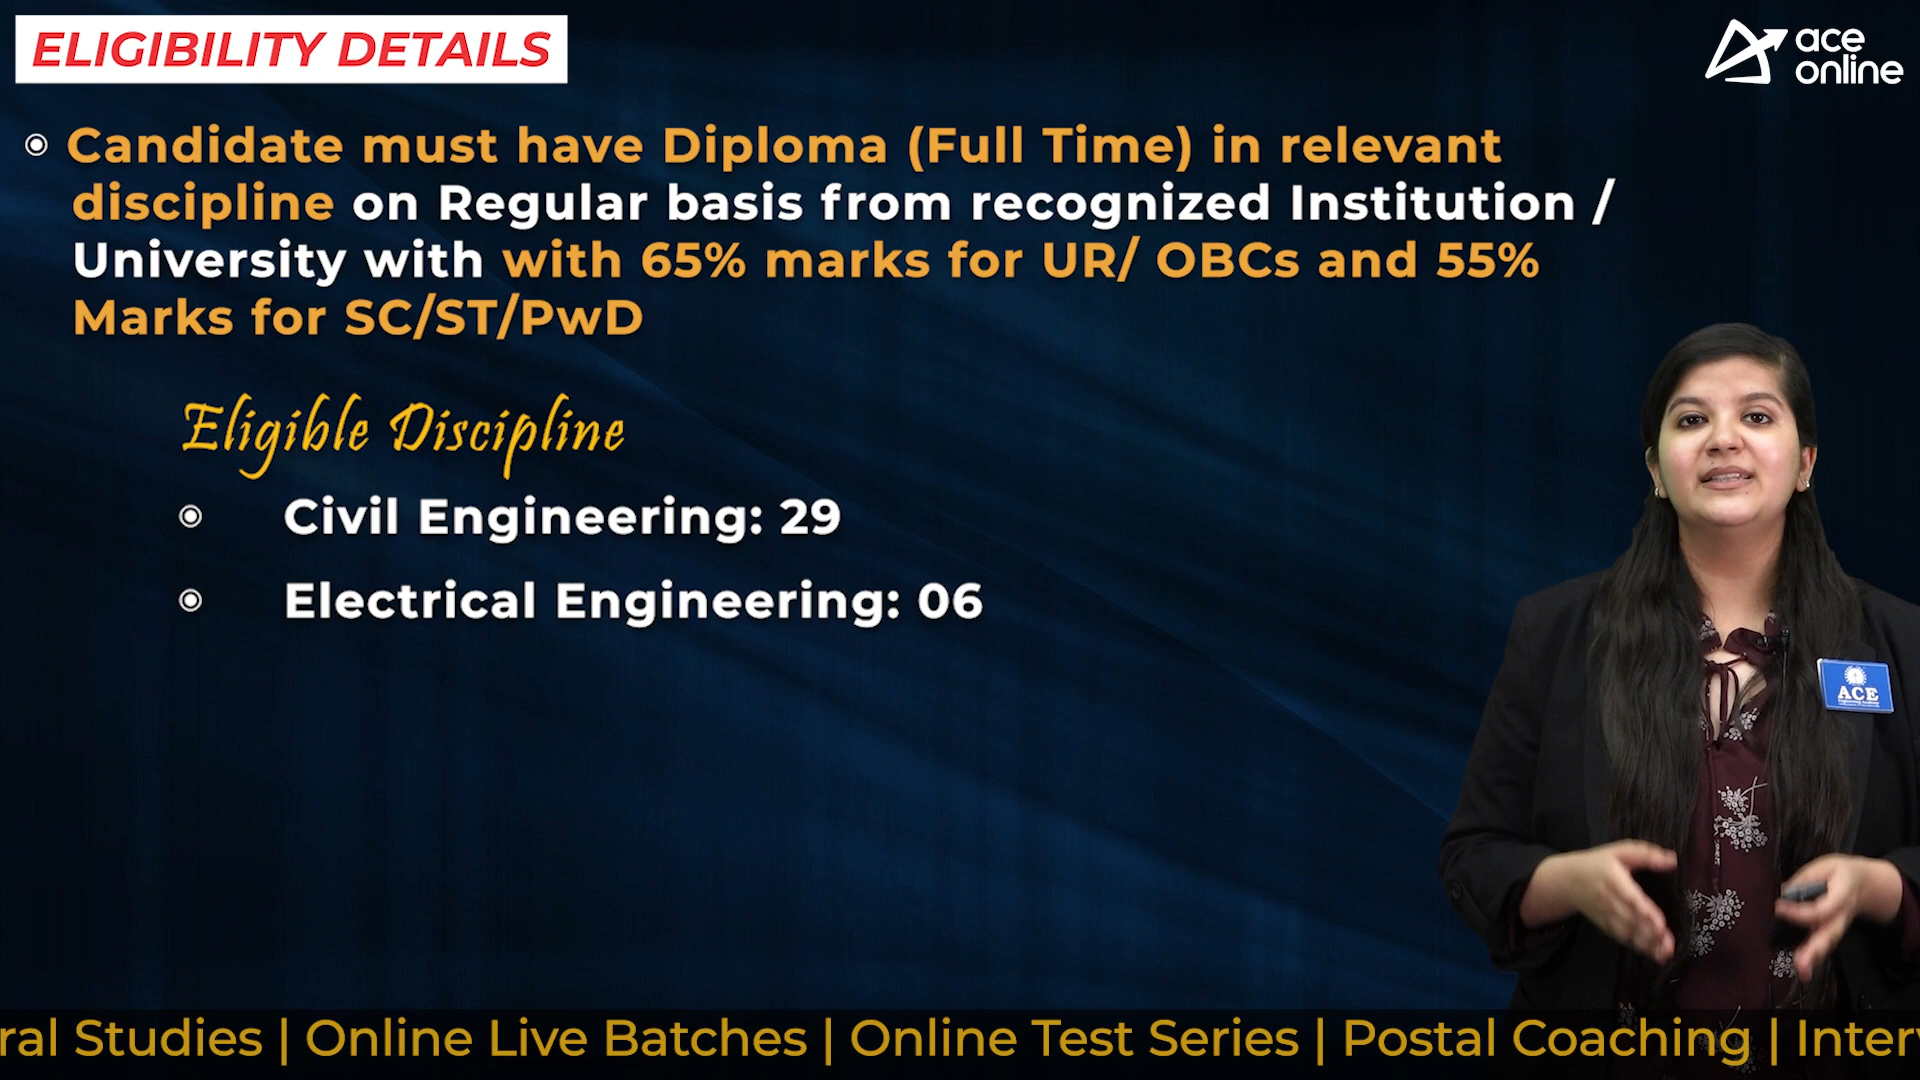 ELIGIBILITY DETAILS
ace
online
Candidate must have Diploma (Full Time) in relevant
discipline on Regular basis from recognized Institution /
University with with 65% marks for UR/ OBCs and 55%
Marks for SC/ST/PwD
Eligible Discipline
Civil Engineering: 29
Electrical Engineering: 06
ACE
ral Studies | Online Live Batches | Online Test Series | Postal Coaching | Interv